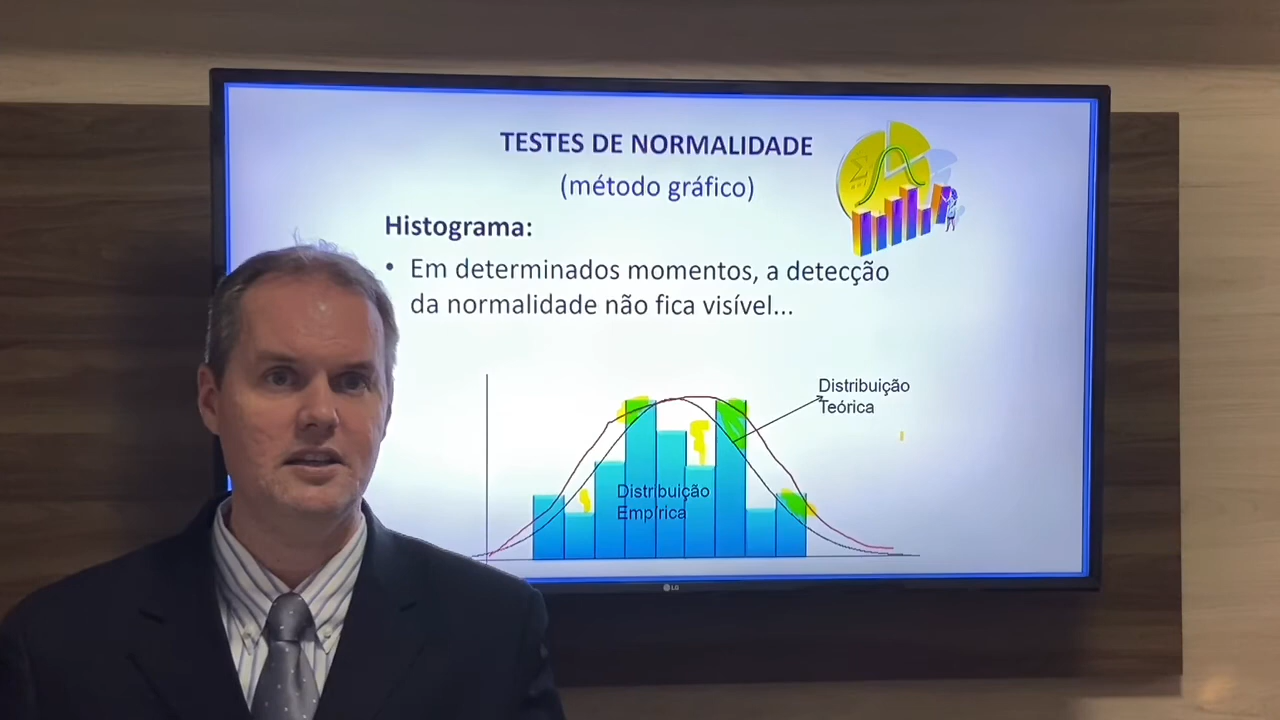 TESTES DE NORMALIDADE
(método gráfico)
Histograma:
• Em determinados momentos, a detecção
da normalidade não fica visível...
Distribuição
Teórica
Distribuição
Empírica
LG